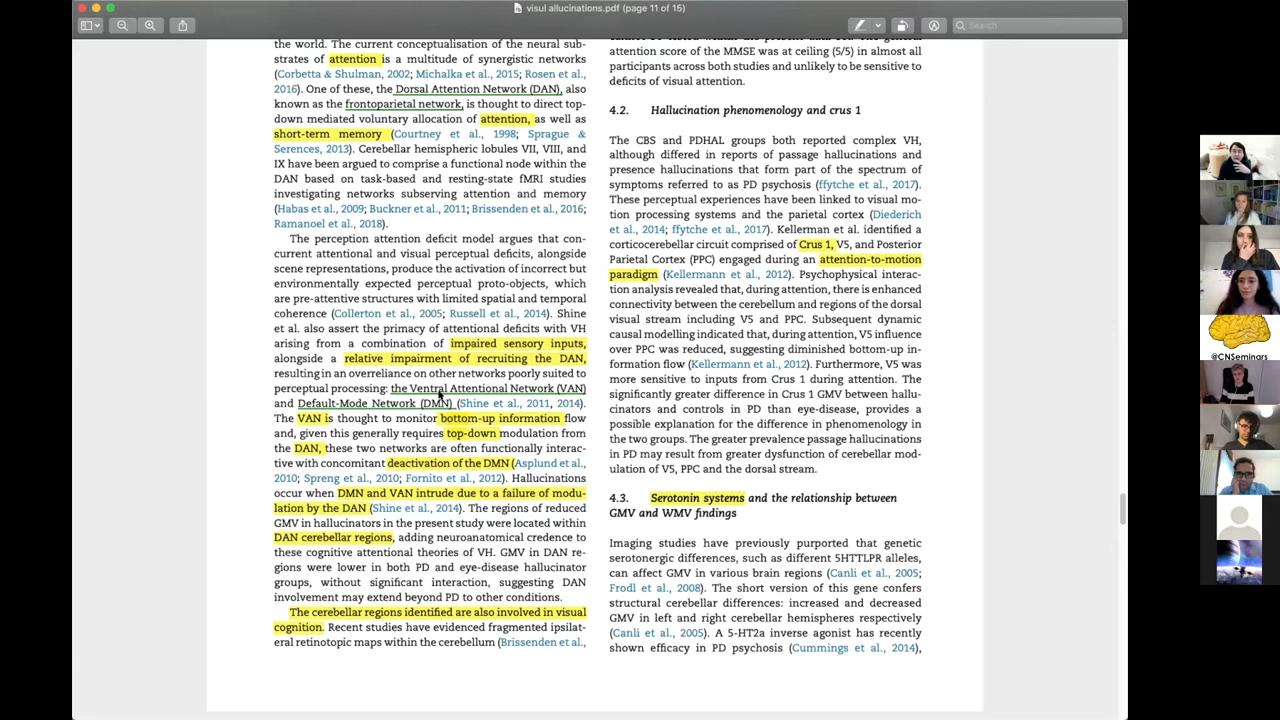 visul allucinations.pdf (page 11 of 15)
Search
the world. The current conceptualisation of the neural sub-
strates of attention is a multitude of synergistic networks
(Corbetta & Shulman, 2002; Michalka et al., 2015; Rosen et al.,
2016). One of these, the Dorsal Attention Network (DAN), also
known as the frontoparietal network, is thought to direct top-
down mediated voluntary allocation of attention, as well as
short-term memory (Courtney et al., 1998; Sprague &
Serences, 2013). Cerebellar hemispheric lobules VII, VIII, and
IX have been argued to comprise a functional node within the
DAN based on task-based and resting-state fMRI studies
investigating networks subserving attention and memory
(Habas et al., 2009; Buckner et al., 2011; Brissenden et al., 2016;
Ramanoel et al., 2018).
The perception attention deficit model argues that con-
current attentional and visual perceptual deficits, alongside
scene representations, produce the activation of incorrect but
environmentally expected perceptual proto-objects, which
are pre-attentive structures with limited spatial and temporal
coherence (Collerton et al., 2005; Russell et al., 2014). Shine
et al. also assert the primacy of attentional deficits with VH
arising from a combination of impaired sensory inputs,
alongside a relative impairment of recruiting the DAN,
resulting in an overreliance on other networks poorly suited to
perceptual processing: the Ventral Attentional Network (VAN)
and Default-Mode Network (DMN) (Shine et al., 2011, 2014).
The VAN is thought to monitor bottom-up information flow
and, given this generally requires top-down modulation from
the DAN, these two networks are often functionally interac-
tive with concomitant deactivation of the DMN (Asplund et al.,
2010; Spreng et al., 2010; Fornito et al., 2012). Hallucinations
occur when DMN and VAN intrude due to a failure of modu-
lation by the DAN (Shine et al., 2014). The regions of reduced
GMV in hallucinators in the present study were located within
DAN cerebellar regions, adding neuroanatomical credence to
these cognitive attentional theories of VH. GMV in DAN re-
gions were lower in both PD and eye-disease hallucinator
groups, without significant interaction, suggesting DAN
involvement may extend beyond PD to other conditions.
The cerebellar regions identified are also involved in visual
cognition. Recent studies have evidenced fragmented ipsilat-
eral retinotopic maps within the cerebellum (Brissenden et al.,
attention score of the MMSE was at ceiling (5/5) in almost all
participants across both studies and unlikely to be sensitive to
deficits of visual attention.
4.2. Hallucination phenomenology and crus 1
The CBS and PDHAL groups both reported complex VH,
although differed in reports of passage hallucinations and
presence hallucinations that form part of the spectrum of
symptoms referred to as PD psychosis (ffytche et al., 2017).
These perceptual experiences have been linked to visual mo-
tion processing systems and the parietal cortex (Diederich
et al., 2014; ffytche et al., 2017). Kellerman et al. identified a
corticocerebellar circuit comprised of Crus 1, V5, and Posterior
Parietal Cortex (PPC) engaged during an attention-to-motion
paradigm (Kellermann et al., 2012). Psychophysical interac-
tion analysis revealed that, during attention, there is enhanced
connectivity between the cerebellum and regions of the dorsal
visual stream including V5 and PPC. Subsequent dynamic
causal modelling indicated that, during attention, V5 influence
over PPC was reduced, suggesting diminished bottom-up in-
formation flow (Kellermann et al., 2012). Furthermore, V5 was
more sensitive to inputs from Crus 1 during attention. The
significantly greater difference in Crus 1 GMV between hallu-
cinators and controls in PD than eye-disease, provides a
possible explanation for the difference in phenomenology in
the two groups. The greater prevalence passage hallucinations
in PD may result from greater dysfunction of cerebellar mod-
ulation of V5, PPC and the dorsal stream.
4.3. Serotonin systems and the relationship between
GMV and WMV findings
Imaging studies have previously purported that genetic
serotonergic differences, such as different 5HTTLPR alleles,
can affect GMV in various brain regions (Canli et al., 2005;
Frodl et al., 2008). The short version of this gene confers
structural cerebellar differences: increased and decreased
GMV in left and right cerebellar hemispheres respectively
(Canli et al., 2005). A 5-HT2a inverse agonist has recently
shown efficacy in PD psychosis (Cummings et al., 2014),
@CNSeminars